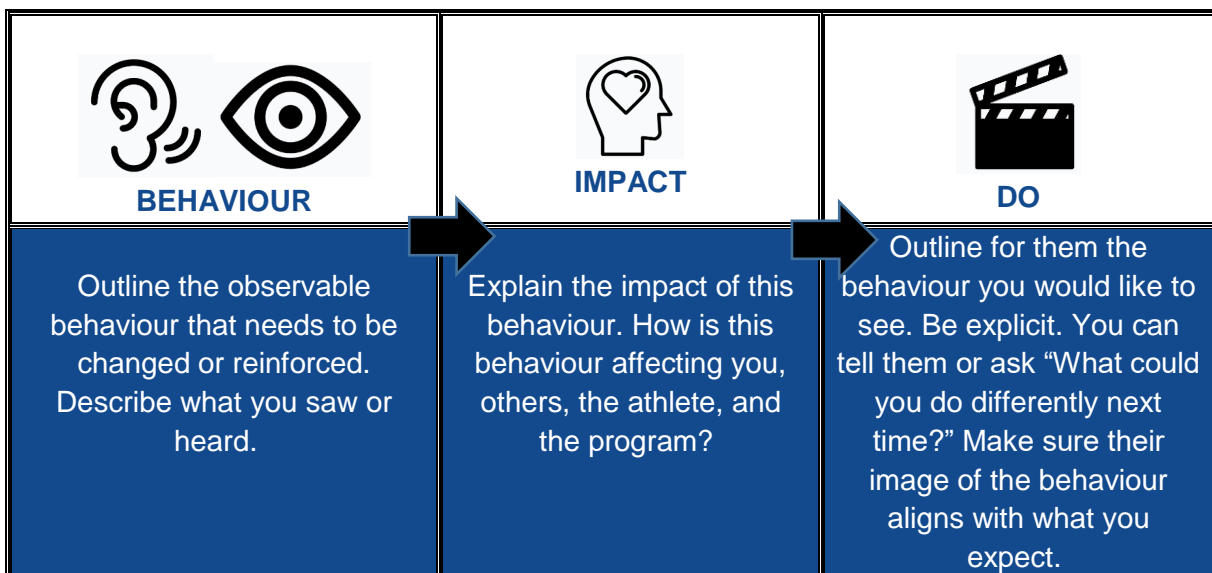 BEHAVIOUR
Outline the observable
behaviour that needs to be
changed or reinforced.
Describe what you saw or
heard.
IMPACT
Explain the impact of this
behaviour. How is this
behaviour affecting you,
others, the athlete, and
the program?
DO
Outline for them the
behaviour you would like to
see. Be explicit. You can
tell them or ask “What could
you do differently next
time?” Make sure their
image of the behaviour
aligns with what you
expect.